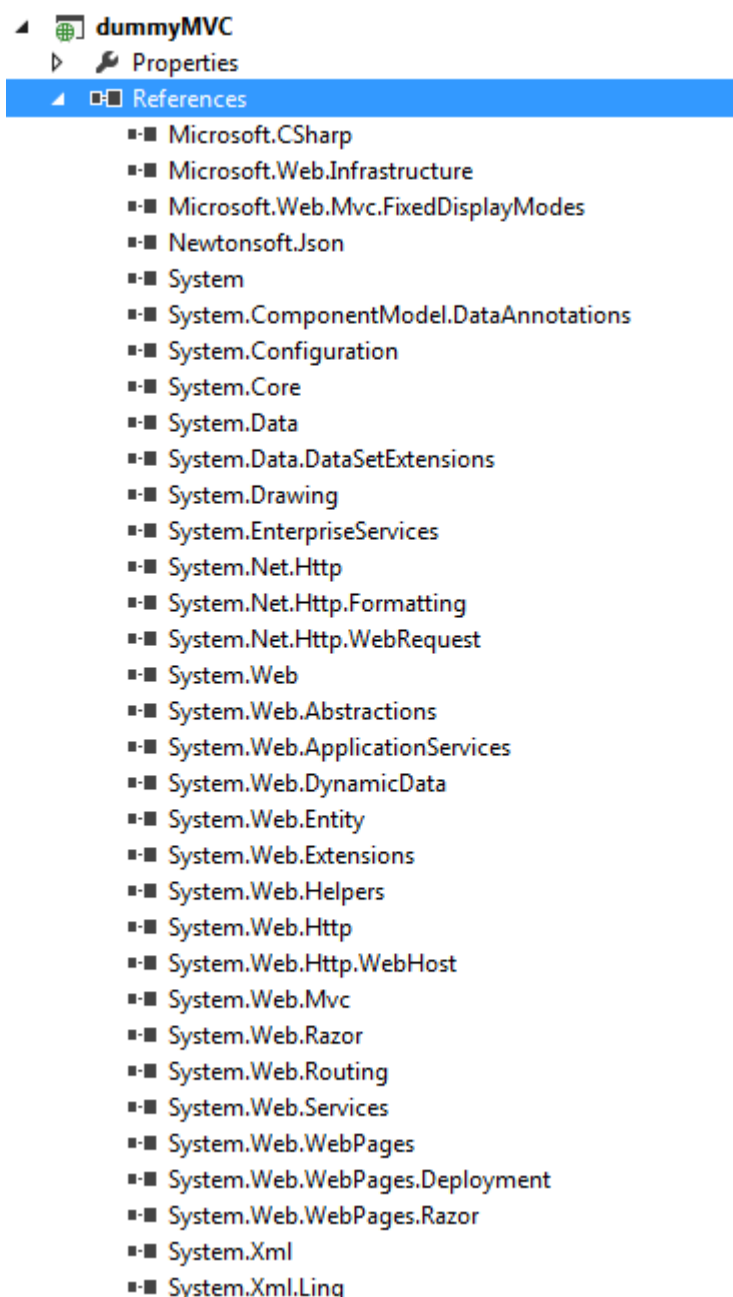 dummyMVC
Properties
References
Microsoft.CSharp
Microsoft.Web.Infrastructure
Microsoft.Web.Mvc.FixedDisplayModes
Newtonsoft.Json
System
System.ComponentModel.DataAnnotations
System.Configuration
System.Core
System.Data
System.Data.DataSetExtensions
System.Drawing
System.EnterpriseServices
System.Net.Http
System.Net.Http.Formatting
System.Net.Http.WebRequest
System.Web
System.Web.Abstractions
System.Web.ApplicationServices
System.Web.DynamicData
System.Web.Entity
System.Web.Extensions
System.Web.Helpers
System.Web.Http
System.Web.Http.WebHost
System.Web.Mvc
System.Web.Razor
System.Web.Routing
System.Web.Services
System.Web.WebPages
System.Web.WebPages.Deployment
System.Web.WebPages.Razor
System.Xml
System.Xml.Linq